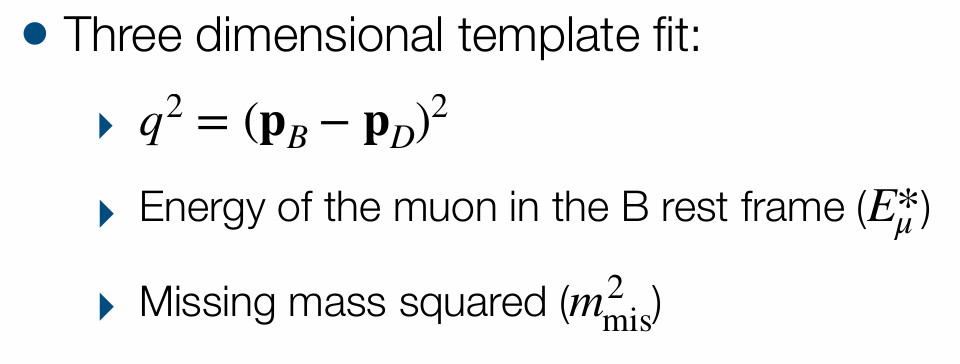 • Three dimensional template fit:
▸ q² = (𝐩_B − 𝐩_D)²
▸ Energy of the muon in the B rest frame (E*_μ)
▸ Missing mass squared (m²_mis)